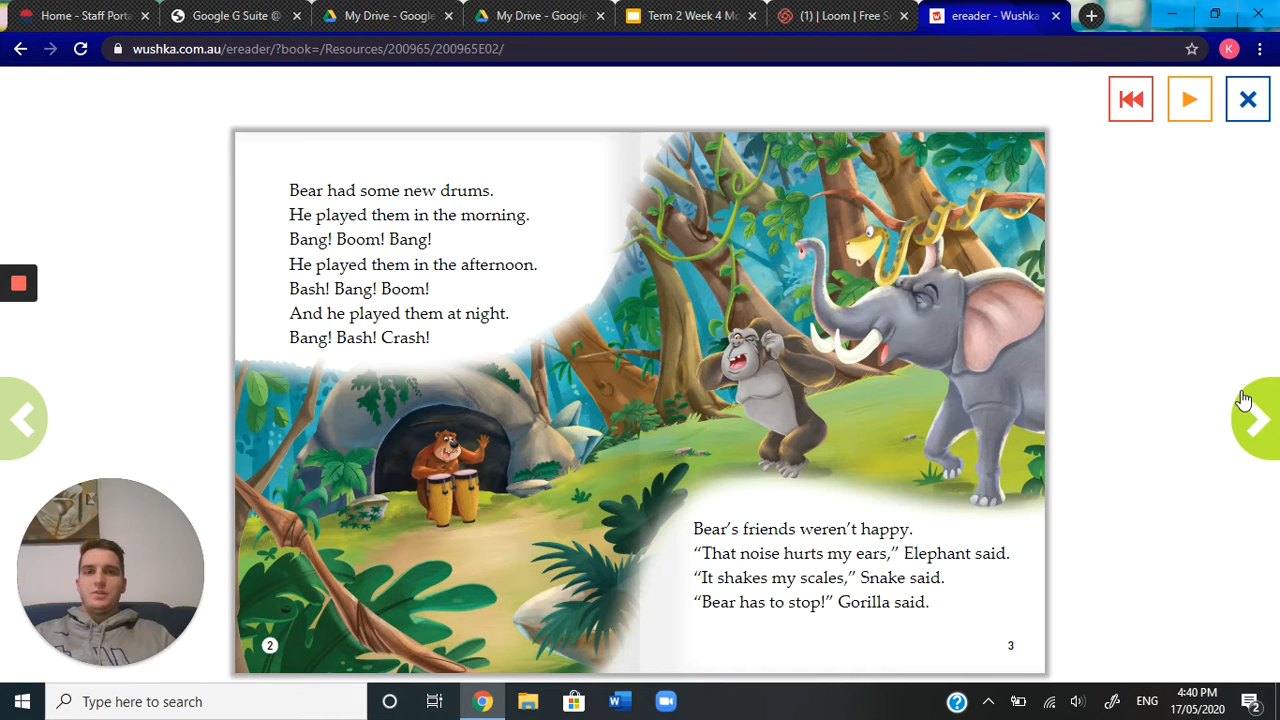 Home - Staff Porta
Google G Suite @
My Drive - Google
My Drive - Google
Term 2 Week 4 Mo
(1) | Loom | Free S
ereader - Wushka
wushka.com.au/ereader/?book=/Resources/200965/200965E02/
K
Bear had some new drums.
He played them in the morning.
Bang! Boom! Bang!
He played them in the afternoon.
Bash! Bang! Boom!
And he played them at night.
Bang! Bash! Crash!
2
Bear’s friends weren’t happy.
“That noise hurts my ears,” Elephant said.
“It shakes my scales,” Snake said.
“Bear has to stop!” Gorilla said.
3
Type here to search
ENG
4:40 PM
17/05/2020
2